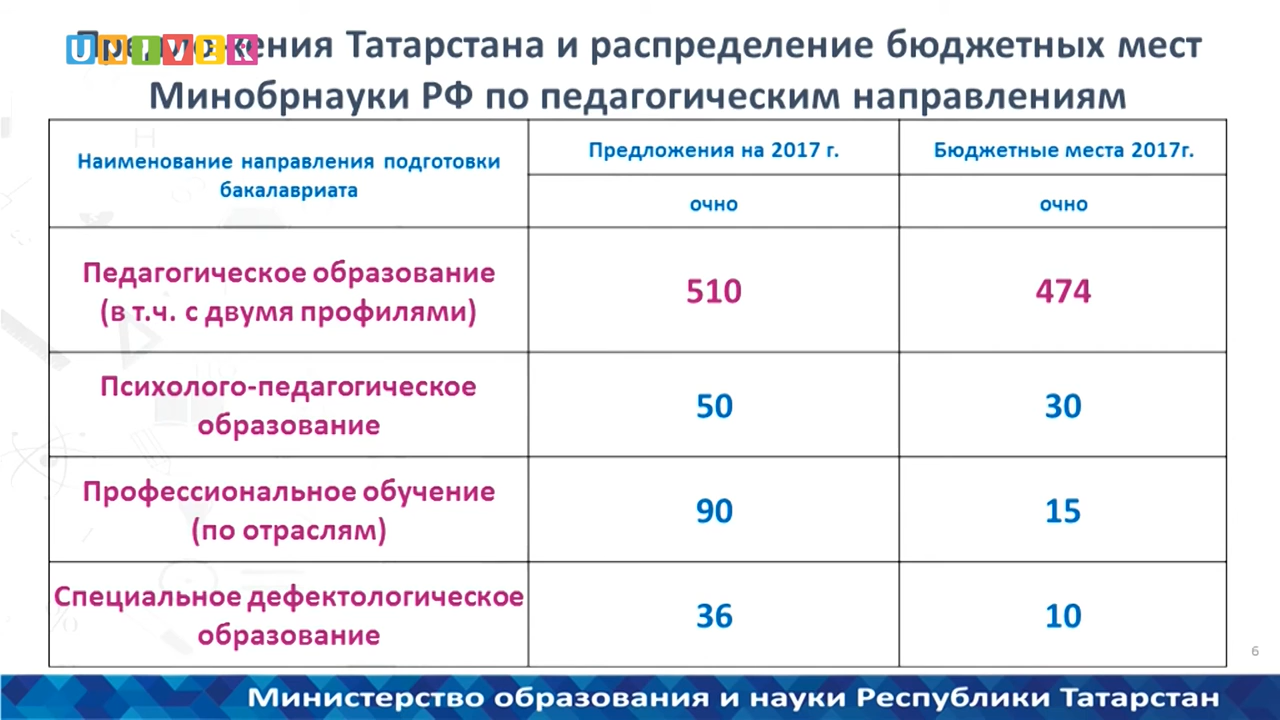 UNIVER
Предложения Татарстана и распределение бюджетных мест
Минобрнауки РФ по педагогическим направлениям
Наименование направления подготовки
бакалавриата
Предложения на 2017 г.
Бюджетные места 2017г.
очно
очно
Педагогическое образование
(в т.ч. с двумя профилями)
510
474
Психолого-педагогическое
образование
50
30
Профессиональное обучение
(по отраслям)
90
15
Специальное дефектологическое
образование
36
10
6
Министерство образования и науки Республики Татарстан